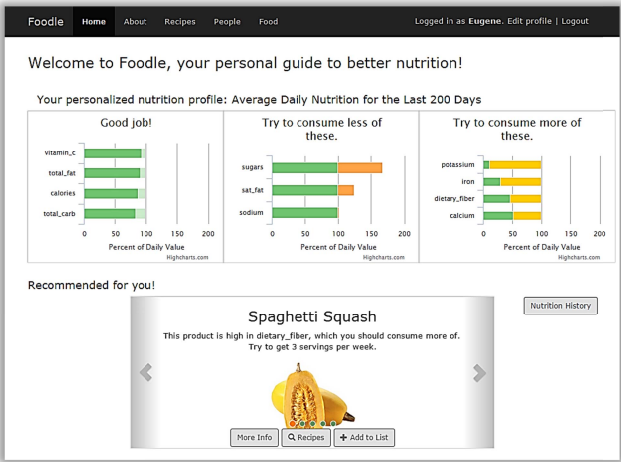 Foodle Home About Recipes People Food Logged in as Eugene. Edit profile | Logout
Welcome to Foodle, your personal guide to better nutrition!
Your personalized nutrition profile: Average Daily Nutrition for the Last 200 Days
Good job!
vitamin_c
total_fat
calories
total_carb
0 50 100 150 200
Percent of Daily Value
Highcharts.com
Try to consume less of
these.
sugars
sat_fat
sodium
0 50 100 150 200
Percent of Daily Value
Highcharts.com
Try to consume more of
these.
potassium
iron
dietary_fiber
calcium
0 50 100 150 200
Percent of Daily Value
Highcharts.com
Recommended for you!
Nutrition History
Spaghetti Squash
This product is high in dietary_fiber, which you should consume more of.
Try to get 3 servings per week.
More Info Recipes Add to List